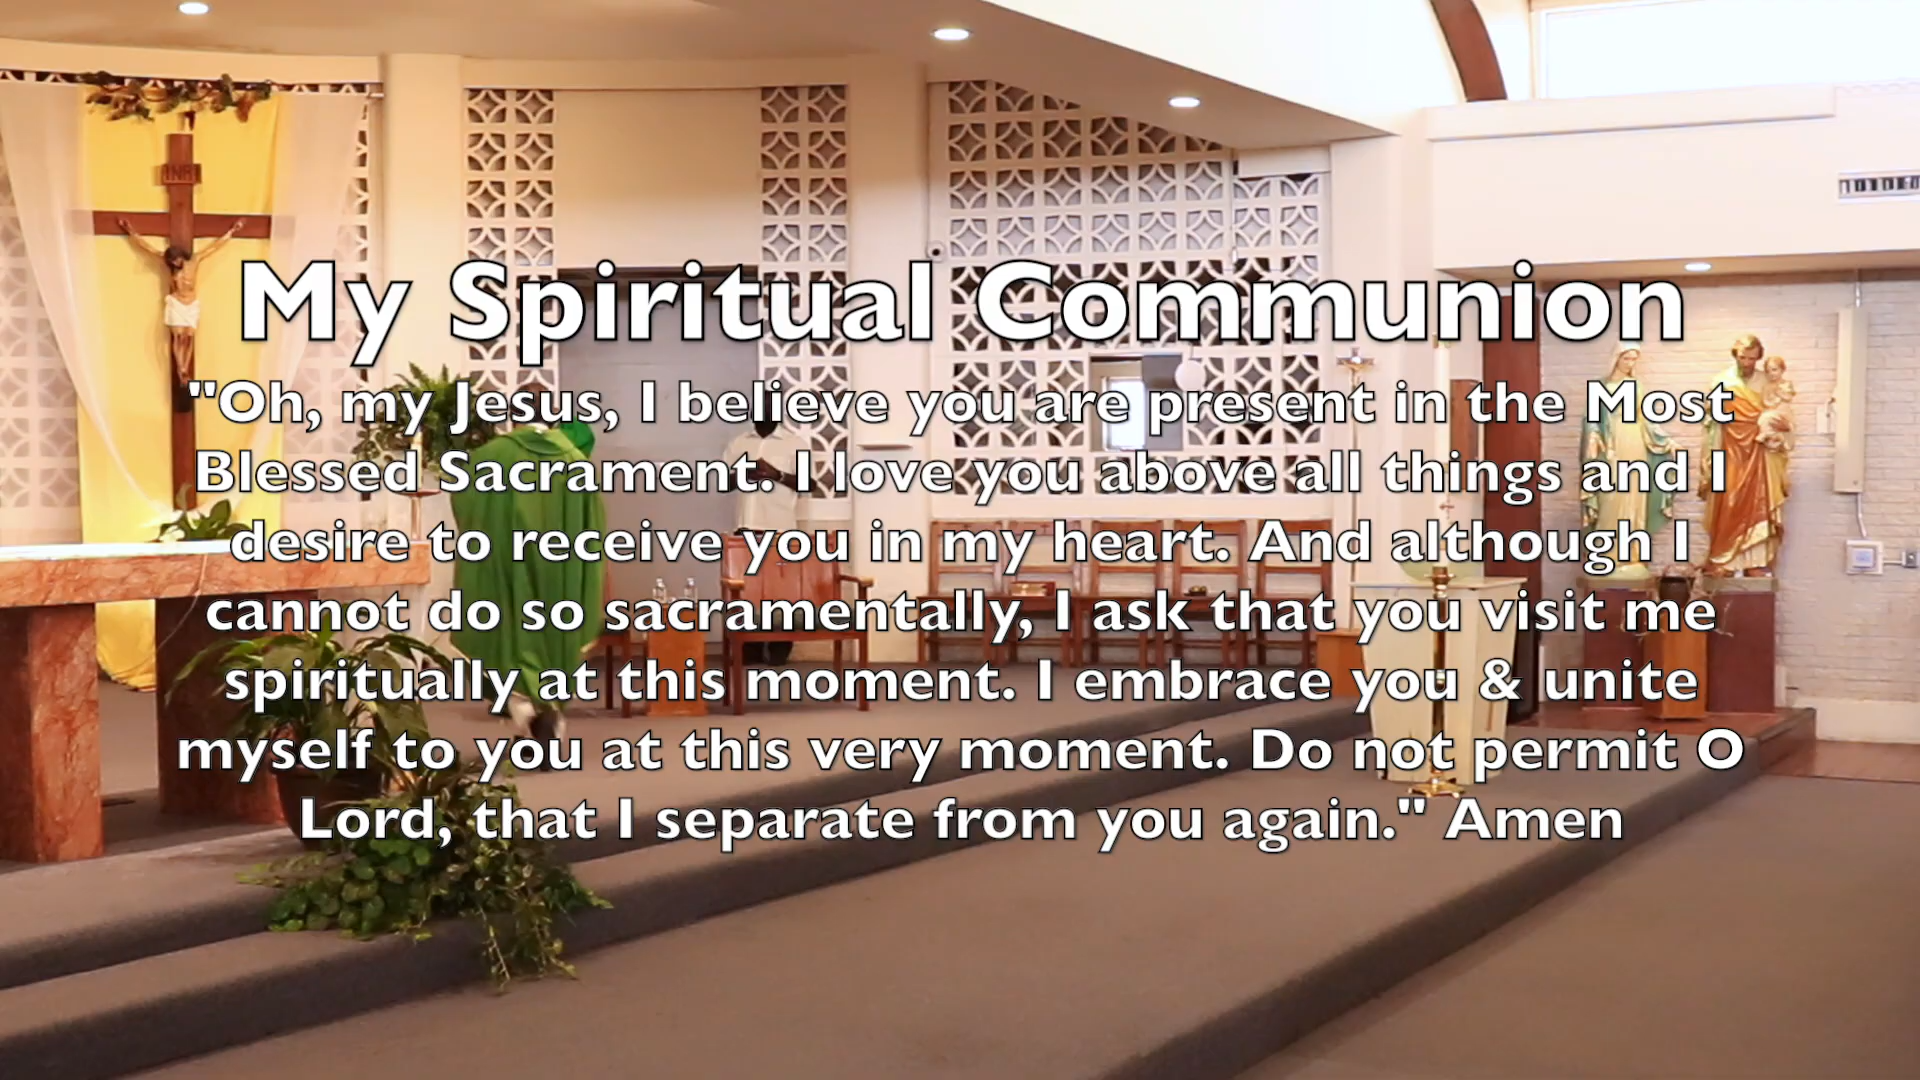 INRI
My Spiritual Communion
"Oh, my Jesus, I believe you are present in the Most
Blessed Sacrament. I love you above all things and I
desire to receive you in my heart. And although I
cannot do so sacramentally, I ask that you visit me
spiritually at this moment. I embrace you & unite
myself to you at this very moment. Do not permit O
Lord, that I separate from you again." Amen